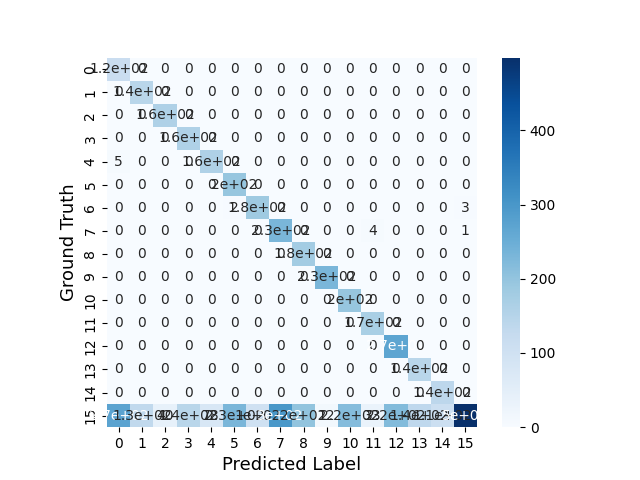 0 1.2e+02 0 0 0 0 0 0 0 0 0 0 0 0 0 0 0
1 0 1.4e+02 0 0 0 0 0 0 0 0 0 0 0 0 0 0
2 0 0 1.6e+02 0 0 0 0 0 0 0 0 0 0 0 0 0
3 0 0 0 1.6e+02 0 0 0 0 0 0 0 0 0 0 0 0
4 5 0 0 0 1.6e+02 0 0 0 0 0 0 0 0 0 0 0
5 0 0 0 0 0 2e+02 0 0 0 0 0 0 0 0 0 0
6 0 0 0 0 0 1.8e+02 0 0 0 0 0 0 0 0 3
7 0 0 0 0 0 0 2.3e+02 0 0 0 4 0 0 0 1
8 0 0 0 0 0 0 0 1.8e+02 0 0 0 0 0 0 0
9 0 0 0 0 0 0 0 0 2.3e+02 0 0 0 0 0 0
10 0 0 0 0 0 0 0 0 0 2e+02 0 0 0 0 0
11 0 0 0 0 0 0 0 0 0 0 1.7e+02 0 0 0 0
12 0 0 0 0 0 0 0 0 0 0 0 0 0 0
13 0 0 0 0 0 0 0 0 0 0 0 0 1.4e+02 0 0
14 0 0 0 0 0 0 0 0 0 0 0 0 0 1.4e+02 0
15
0 1 2 3 4 5 6 7 8 9 10 11 12 13 14 15
Predicted Label
Ground Truth
400
300
200
100
0